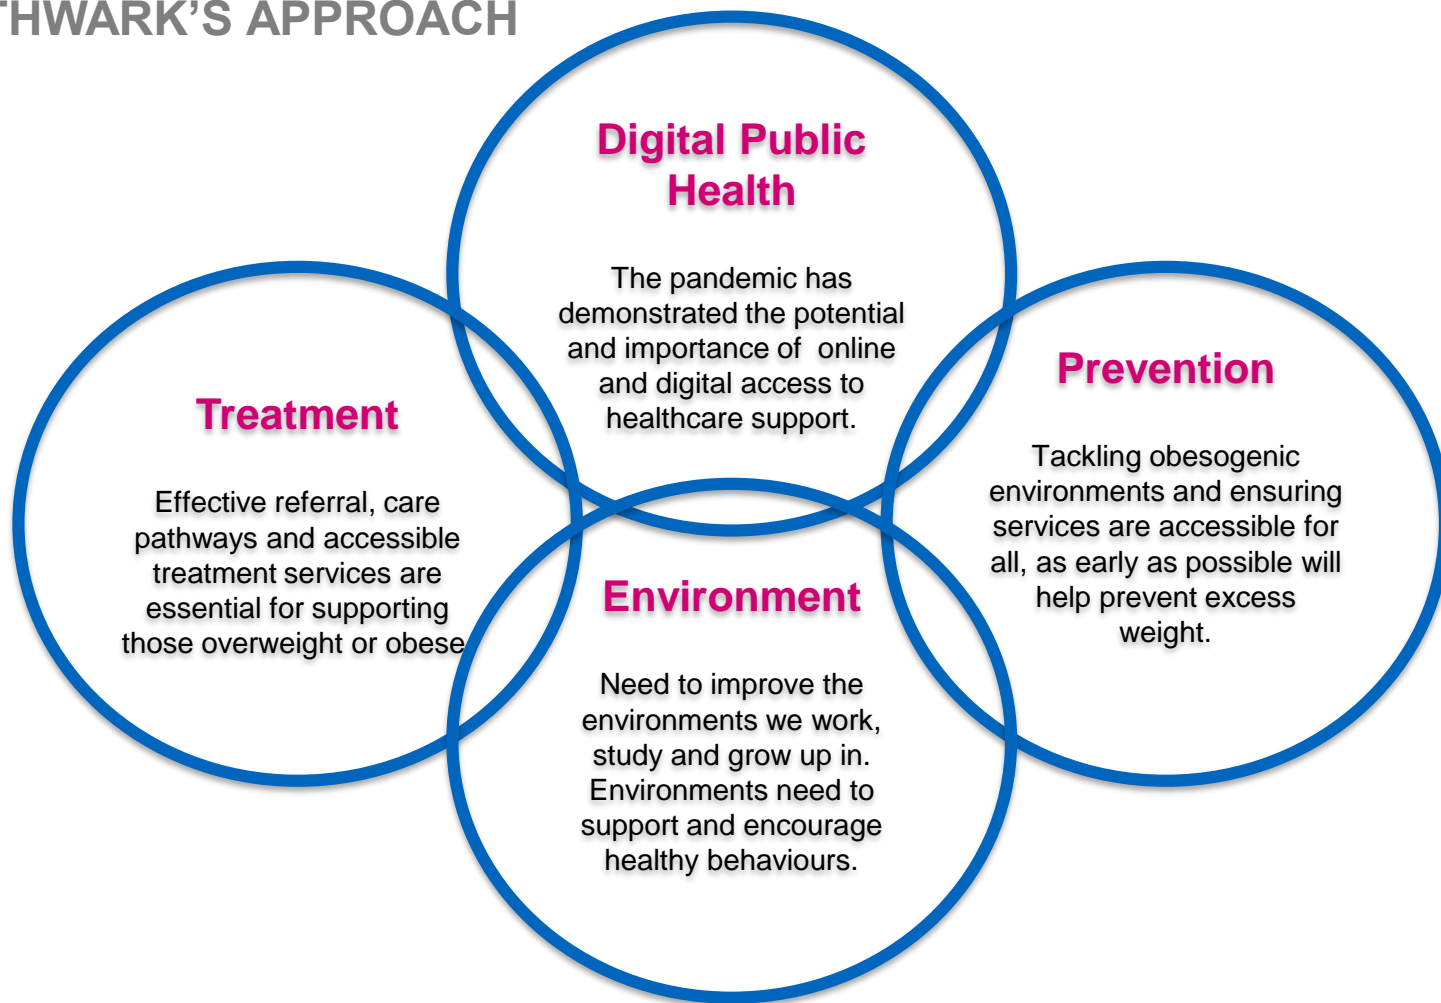 THWARK'S APPROACH
Digital Public
Health
The pandemic has
demonstrated the potential
and importance of online
and digital access to
healthcare support.
Treatment
Effective referral, care
pathways and accessible
treatment services are
essential for supporting
those overweight or obese
Prevention
Tackling obesogenic
environments and ensuring
services are accessible for
all, as early as possible will
help prevent excess
weight.
Environment
Need to improve the
environments we work,
study and grow up in.
Environments need to
support and encourage
healthy behaviours.